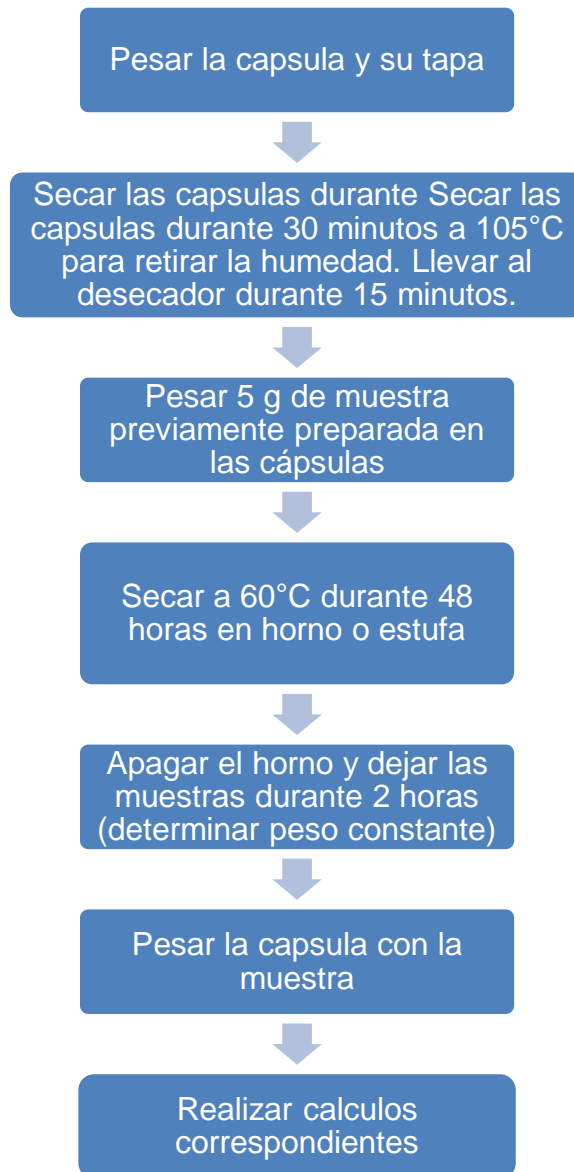 Pesar la capsula y su tapa
Secar las capsulas durante Secar las
capsulas durante 30 minutos a 105°C
para retirar la humedad. Llevar al
desecador durante 15 minutos.
Pesar 5 g de muestra
previamente preparada en
las cápsulas
Secar a 60°C durante 48
horas en horno o estufa
Apagar el horno y dejar las
muestras durante 2 horas
(determinar peso constante)
Pesar la capsula con la
muestra
Realizar calculos
correspondientes